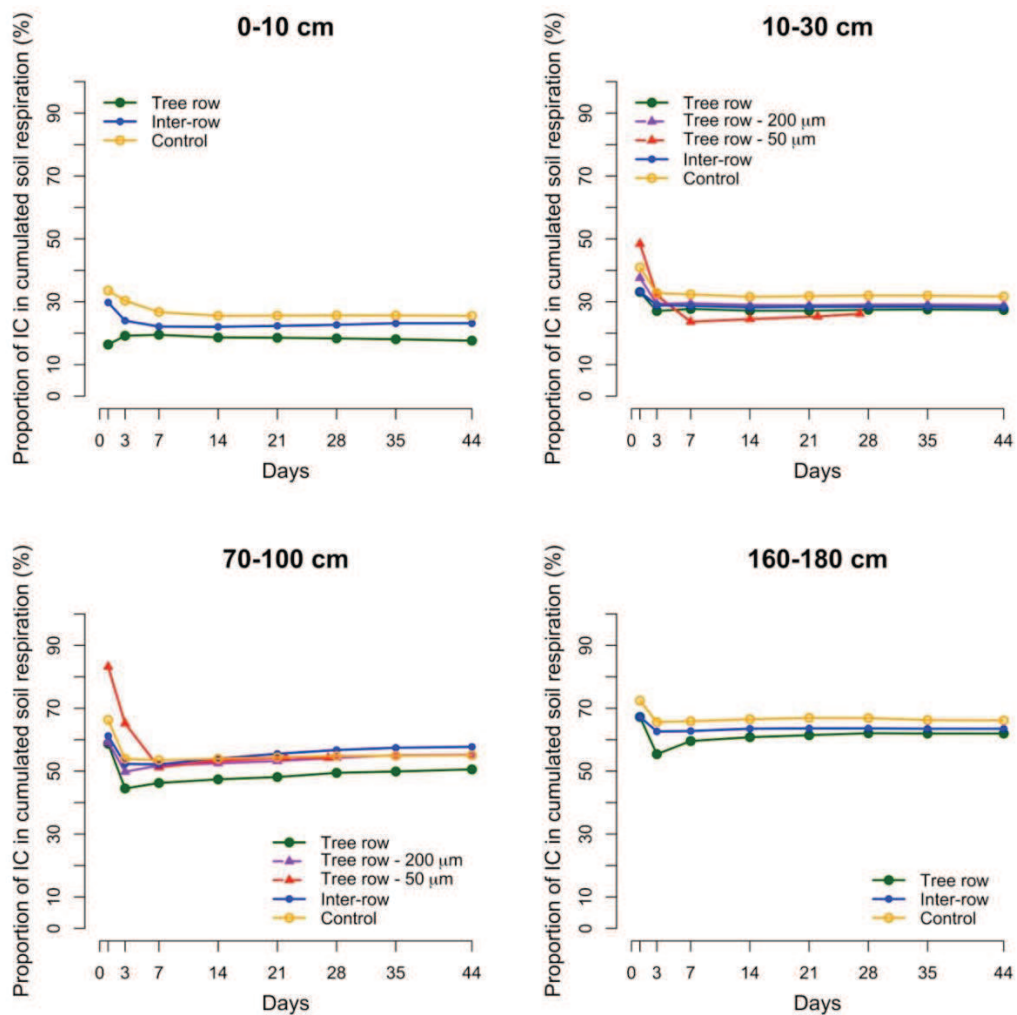 0-10 cm
Proportion of IC in cumulated soil respiration (%)
90
70
50
30
10
0
Tree row
Inter-row
Control
0 3 7 14 21 28 35 44
Days
10-30 cm
Proportion of IC in cumulated soil respiration (%)
90
70
50
30
10
0
Tree row
Tree row - 200 μm
Tree row - 50 μm
Inter-row
Control
0 3 7 14 21 28 35 44
Days
70-100 cm
Proportion of IC in cumulated soil respiration (%)
90
70
50
30
10
0
Tree row
Tree row - 200 μm
Tree row - 50 μm
Inter-row
Control
0 3 7 14 21 28 35 44
Days
160-180 cm
Proportion of IC in cumulated soil respiration (%)
90
70
50
30
10
0
Tree row
Inter-row
Control
0 3 7 14 21 28 35 44
Days